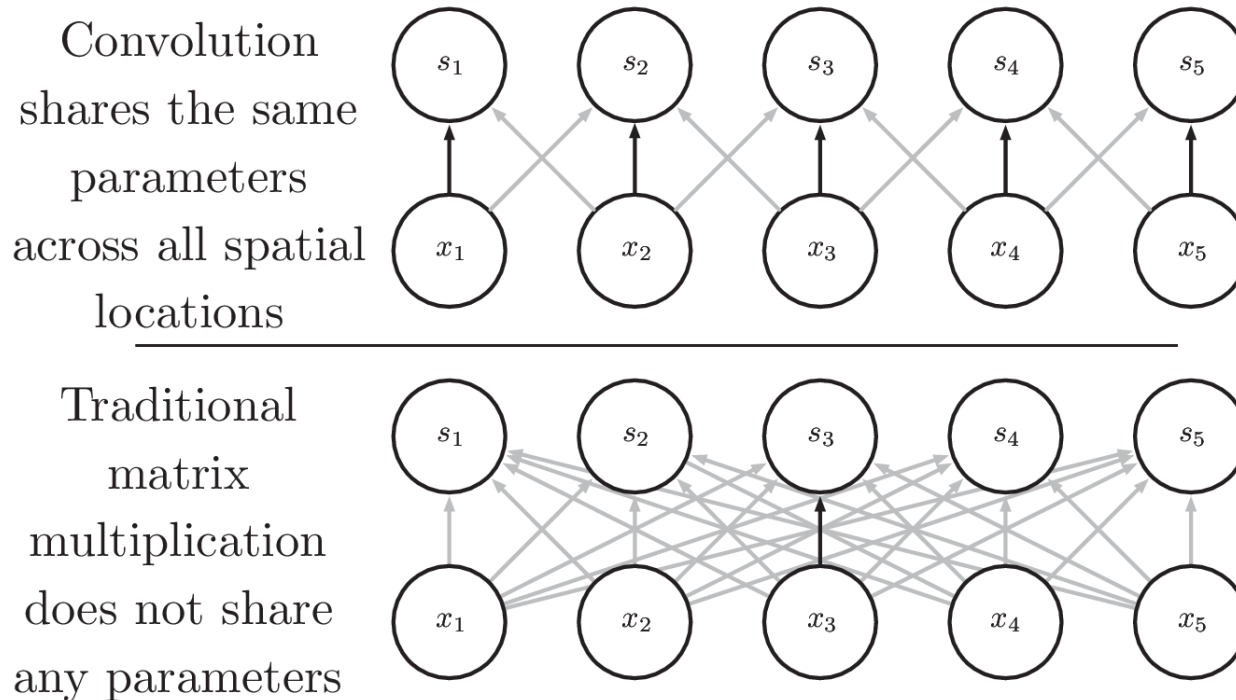 Convolution
shares the same
parameters
across all spatial
locations
s₁ s₂ s₃ s₄ s₅
x₁ x₂ x₃ x₄ x₅
Traditional
matrix
multiplication
does not share
any parameters
s₁ s₂ s₃ s₄ s₅
x₁ x₂ x₃ x₄ x₅